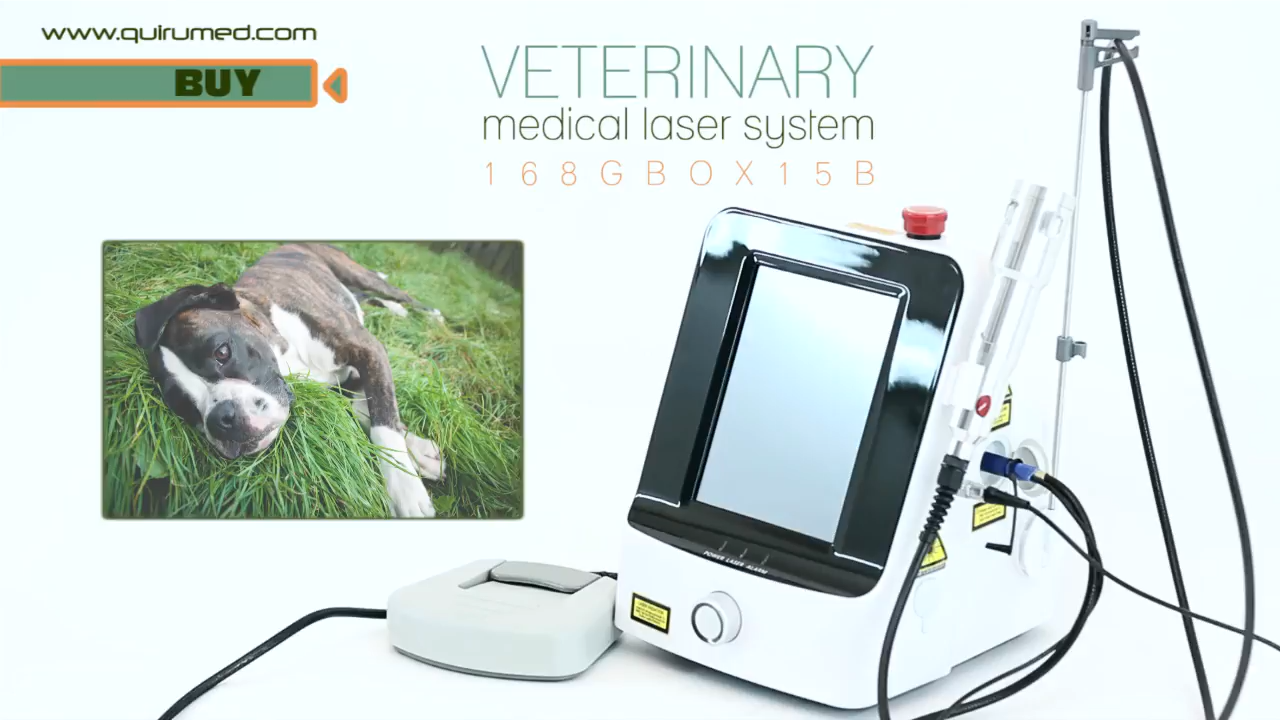 www.quirumed.com
BUY
VETERINARY
medical laser system
168GBOX15B
POWER LASER ALARM